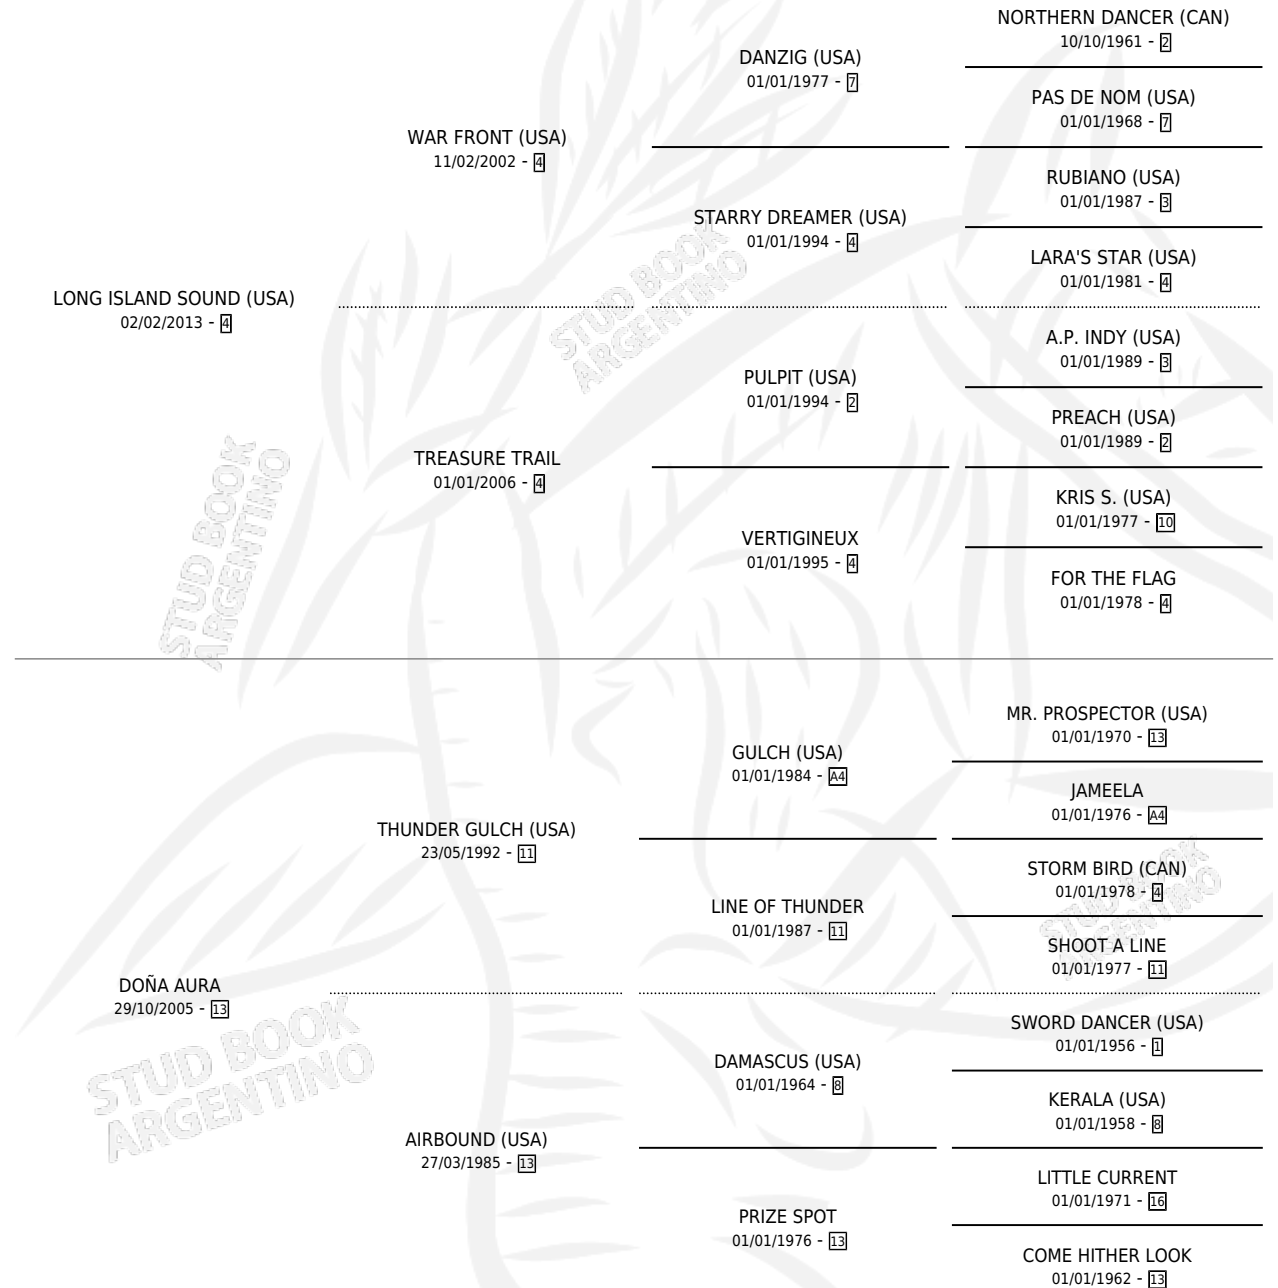 NORTHERN DANCER (CAN)
10/10/1961 - 2
DANZIG (USA)
01/01/1977 - 7
PAS DE NOM (USA)
01/01/1968 - 7
WAR FRONT (USA)
11/02/2002 - 4
RUBIANO (USA)
01/01/1987 - 3
STARRY DREAMER (USA)
01/01/1994 - 4
LARA'S STAR (USA)
01/01/1981 - 4
LONG ISLAND SOUND (USA)
02/02/2013 - 4
A.P. INDY (USA)
01/01/1989 - 3
PULPIT (USA)
01/01/1994 - 2
PREACH (USA)
01/01/1989 - 2
TREASURE TRAIL
01/01/2006 - 4
KRIS S. (USA)
01/01/1977 - 10
VERTIGINEUX
01/01/1995 - 4
FOR THE FLAG
01/01/1978 - 4
MR. PROSPECTOR (USA)
01/01/1970 - 13
GULCH (USA)
01/01/1984 - A4
JAMEELA
01/01/1976 - A4
THUNDER GULCH (USA)
23/05/1992 - 11
STORM BIRD (CAN)
01/01/1978 - 4
LINE OF THUNDER
01/01/1987 - 11
SHOOT A LINE
01/01/1977 - 11
DOÑA AURA
29/10/2005 - 13
SWORD DANCER (USA)
01/01/1956 - 1
DAMASCUS (USA)
01/01/1964 - 8
KERALA (USA)
01/01/1958 - 8
AIRBOUND (USA)
27/03/1985 - 13
LITTLE CURRENT
01/01/1971 - 16
PRIZE SPOT
01/01/1976 - 13
COME HITHER LOOK
01/01/1962 - 13
STUD BOOK
ARGENTINO
STUD BOOK
ARGENTINO
STUD BOOK
ARGENTINO
STUD BOOK
ARGENTINO